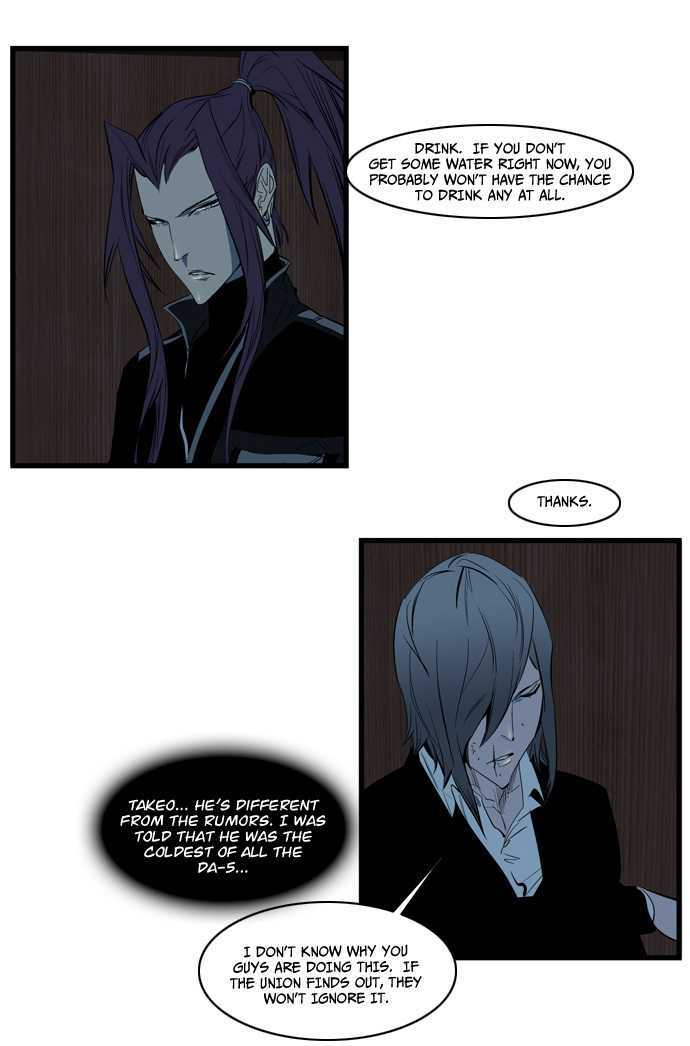 DRINK. IF YOU DON'T
GET SOME WATER RIGHT NOW, YOU
PROBABLY WON'T HAVE THE CHANCE
TO DRINK ANY AT ALL.
THANKS.
TAKEO... HE'S DIFFERENT
FROM THE RUMORS. I WAS
TOLD THAT HE WAS THE
COLDEST OF ALL THE
DA-5...
I DON'T KNOW WHY YOU
GUYS ARE DOING THIS. IF
THE UNION FINDS OUT, THEY
WON'T IGNORE IT.